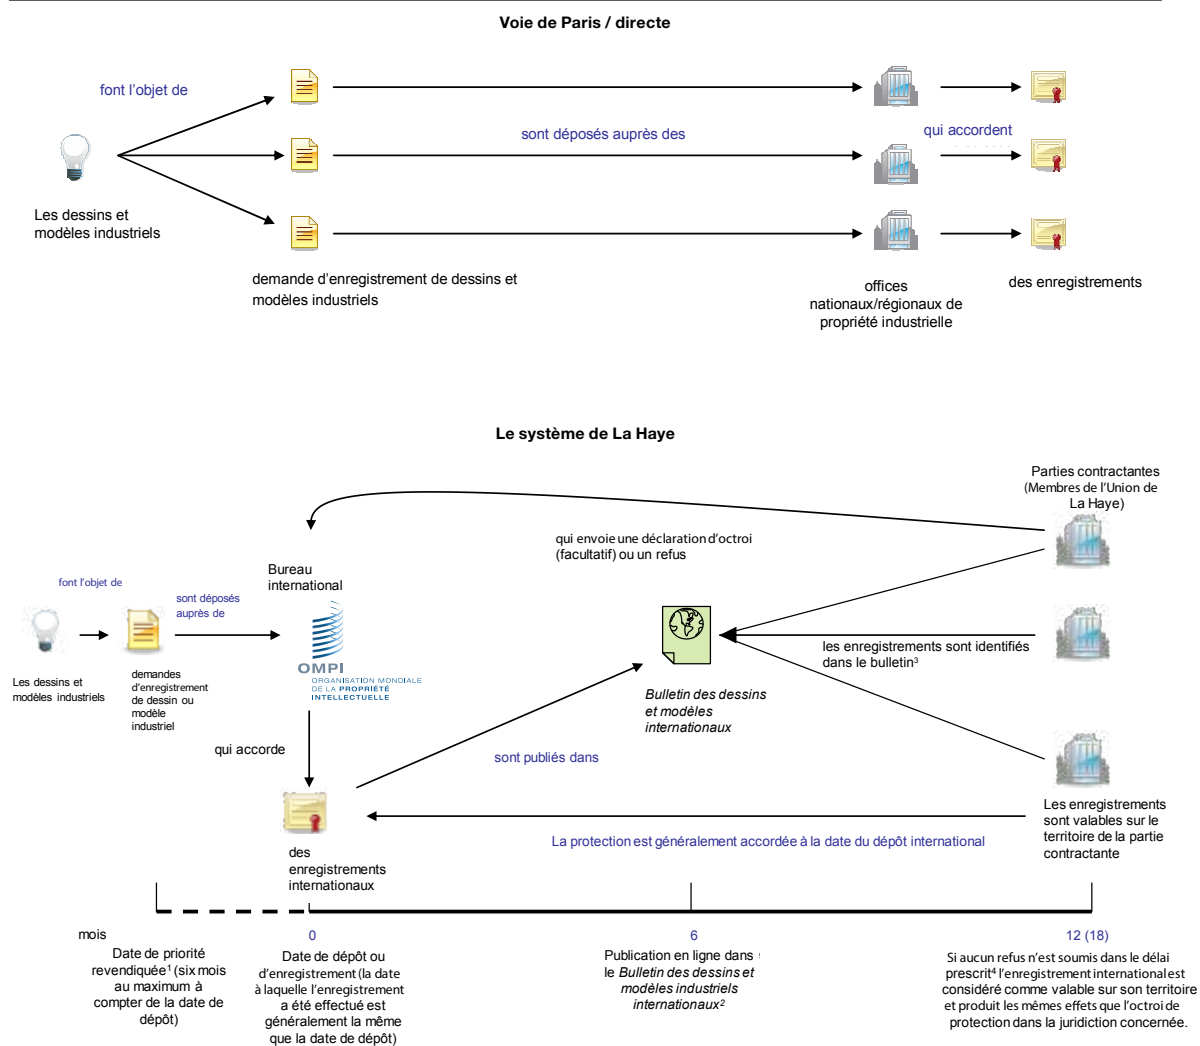 Voie de Paris / directe
font l'objet de
sont déposés auprès des
qui accordent
Les dessins et
modèles industriels
demande d'enregistrement de dessins et
modèles industriels
offices
nationaux/régionaux de
propriété industrielle
des enregistrements
Le système de La Haye
Parties contractantes
(Membres de l'Union de
La Haye)
qui envoie une déclaration d'octroi
(facultatif) ou un refus
Bureau
international
font l'objet de
sont déposés
auprès de
OMPI
ORGANISATION MONDIALE
DE LA PROPRIÉTÉ
INTELLECTUELLE
les enregistrements sont identifiés
dans le bulletin³
Les dessins et
modèles industriels
demandes
d'enregistrement
de dessin ou
modèle
industriel
Bulletin des dessins
et modèles
internationaux
qui accorde
sont publiés dans
Les enregistrements
sont valables sur le
territoire de la partie
contractante
La protection est généralement accordée à la date du dépôt international
des
enregistrements
internationaux
mois
0
6
12 (18)
Date de priorité
revendiquée¹ (six mois
au maximum à
compter de la date de
dépôt)
Date de dépôt ou
d'enregistrement (la date
à laquelle l'enregistrement
a été effectué est
généralement la même
que la date de dépôt)
Publication en ligne dans
le Bulletin des dessins et
modèles industriels
internationaux²
Si aucun refus n'est soumis dans le délai
prescrit⁴ l'enregistrement international est
considéré comme valable sur son territoire
et produit les mêmes effets que l'octroi de
protection dans la juridiction concernée.